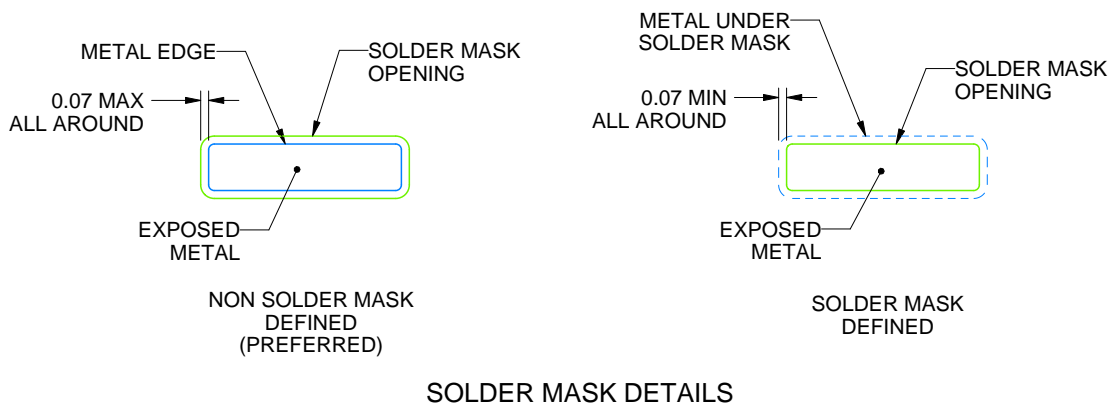 METAL EDGE
SOLDER MASK
OPENING
0.07 MAX
ALL AROUND
EXPOSED
METAL
NON SOLDER MASK
DEFINED
(PREFERRED)
METAL UNDER
SOLDER MASK
SOLDER MASK
OPENING
0.07 MIN
ALL AROUND
EXPOSED
METAL
SOLDER MASK
DEFINED
SOLDER MASK DETAILS